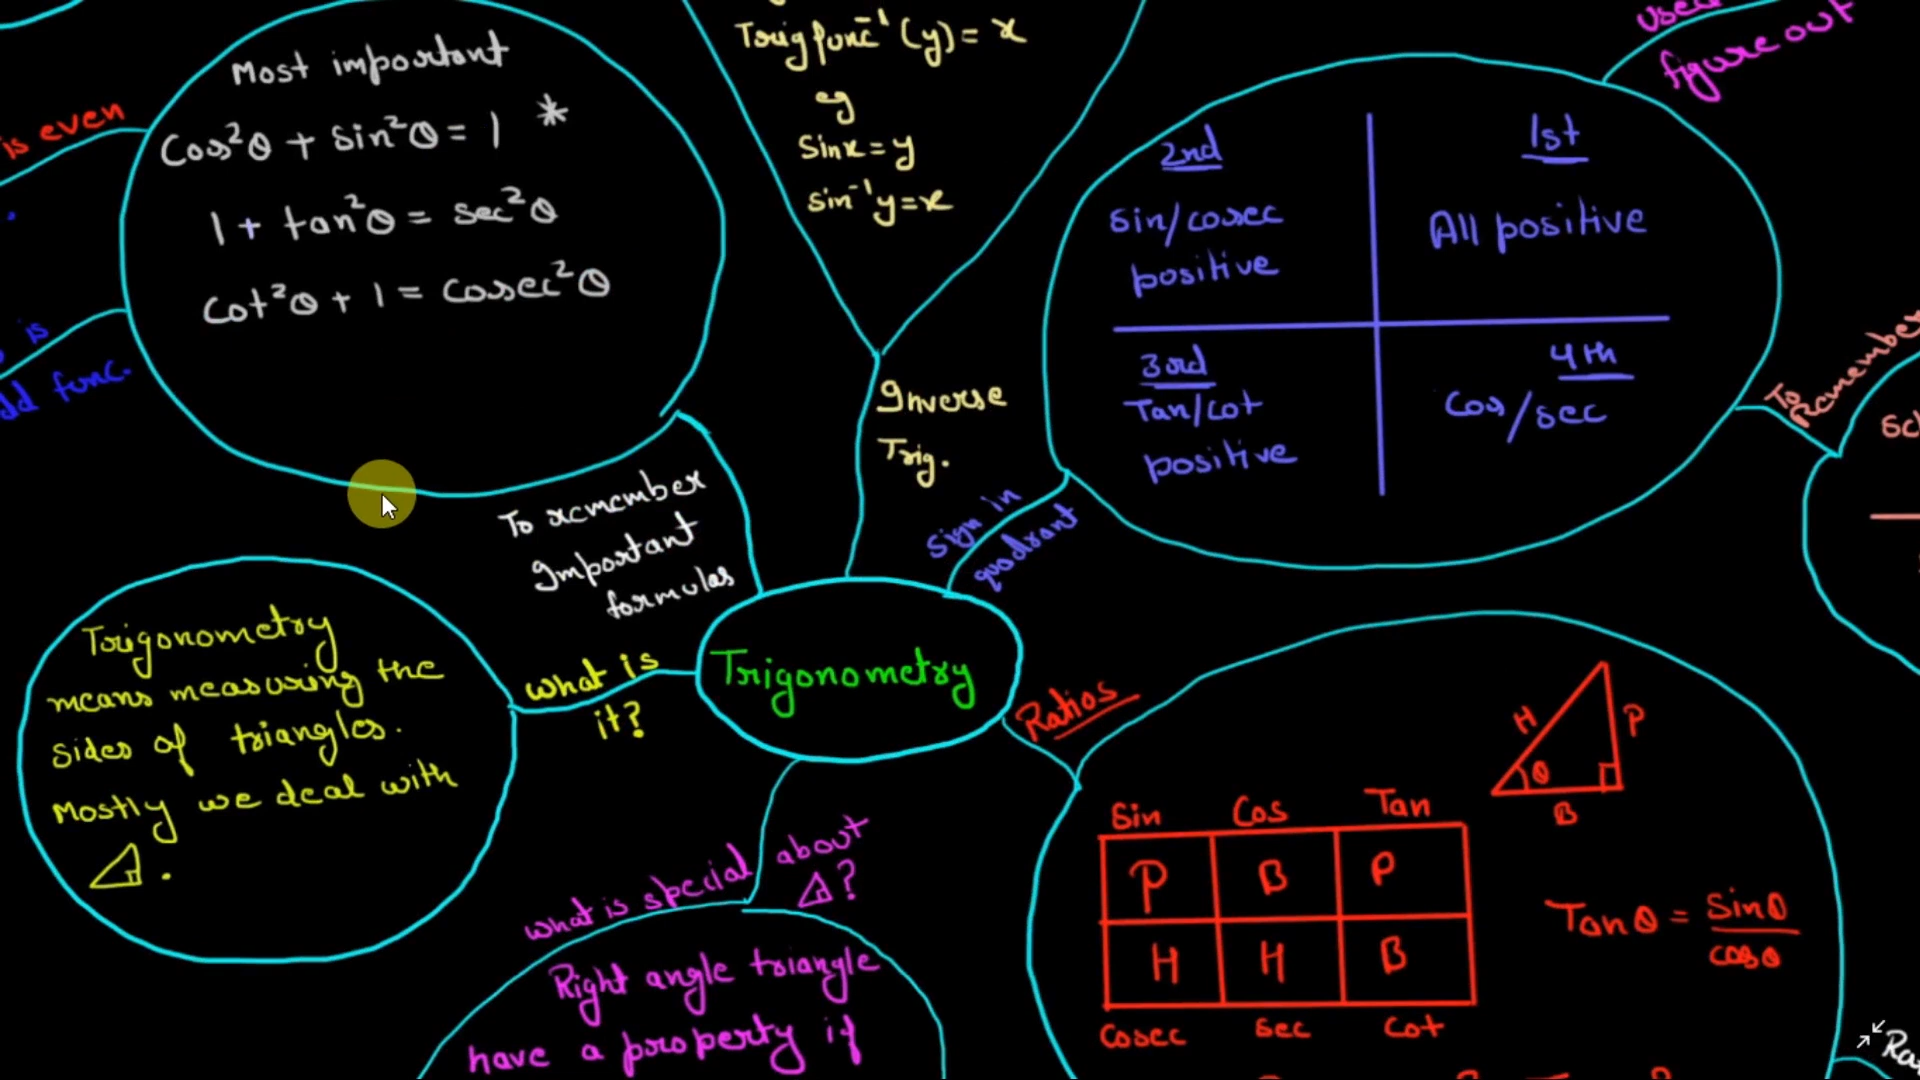 Most important
Cos²θ + sin²θ = 1 *
1 + tan²θ = sec²θ
Cot²θ + 1 = cosec²θ
is even
is
func.
Trigfunc⁻¹(y) = x
eg
Sinx = y
sin⁻¹y = x
Inverse
Trig.
used
figure out
2nd
sin/cosec
positive
1st
All positive
3rd
Tan/cot
positive
4th
Cos/sec
To
Remember
Sign in
quadrant
To remember
Important
formulas
Trigonometry
what is
it?
Trigonometry
means measuring the
sides of triangles.
Mostly we deal with
.
what is special about
?
Right angle triangle
have a property if
Ratios
H
P
θ
B
Sin Cos Tan
P B P
H H B
Cosec sec Cot
Tanθ = sinθ
cosθ